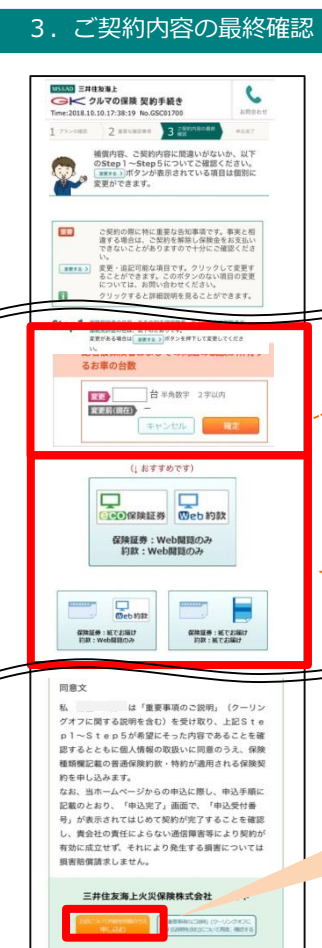 ３．ご契約内容の最終確認
MS&AD 三井住友海上
GK クルマの保険 契約手続き
Time:2018.10.10.17:38:19 No.GSC01700
お問合わせ
1 プランの確認 2 重要な確認事項 3 ご契約内容の最終確認 申込完了
補償内容、ご契約内容に間違いがないか、以下
のStep１～Step５についてご確認ください。
変更する ボタンが表示されている項目は個別に
変更ができます。
重要 ご契約の際に特に重要な告知事項です。事実と相
違する場合は、ご契約を解除し保険金をお支払い
できないことがありますので十分にご確認くださ
い。
変更する 変更・追記可能な項目です。クリックして変更す
ることができます。このボタンのない項目の変更
については、お問い合わせください。
i クリックすると詳細説明を見ることができます。
変更がある場合は 変更する ボタンを押下して変更してくださ
い。
るお車の台数
変更 台 半角数字 2字以内
変更前(現在) ー
キャンセル 確定
(↓おすすめです)
eco保険証券 Web約款
保険証券：Web閲覧のみ
約款：Web閲覧のみ
Web約款
保険証券：紙でお届け
約款：Web閲覧のみ
保険証券：紙でお届け
約款：紙でお届け
同意文
私 は「重要事項のご説明」（クーリン
グオフに関する説明を含む）を受け取り、上記Ｓｔｅ
ｐ１～Ｓｔｅｐ５が希望にそった内容であることを確
認するとともに個人情報の取扱いに同意のうえ、保険
種類欄記載の普通保険約款・特約が適用される保険契
約を申し込みます。
なお、当ホームページからの申込に際し、申込手順に
記載のとおり、「申込完了」画面で、「申込受付番
号」が表示されてはじめて契約が完了することを確認
し、貴会社の責任によらない通信障害等により契約が
有効に成立せず、それにより発生する損害については
損害賠償請求しません。
三井住友海上火災保険株式会社
申し込む